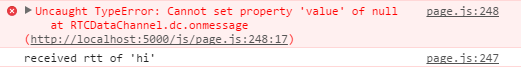 Uncaught TypeError: Cannot set property 'value' of null page.js:248
at RTCDataChannel.dc.onmessage
(http://localhost:5000/js/page.js:248:17)
received rtt of 'hi' page.js:247